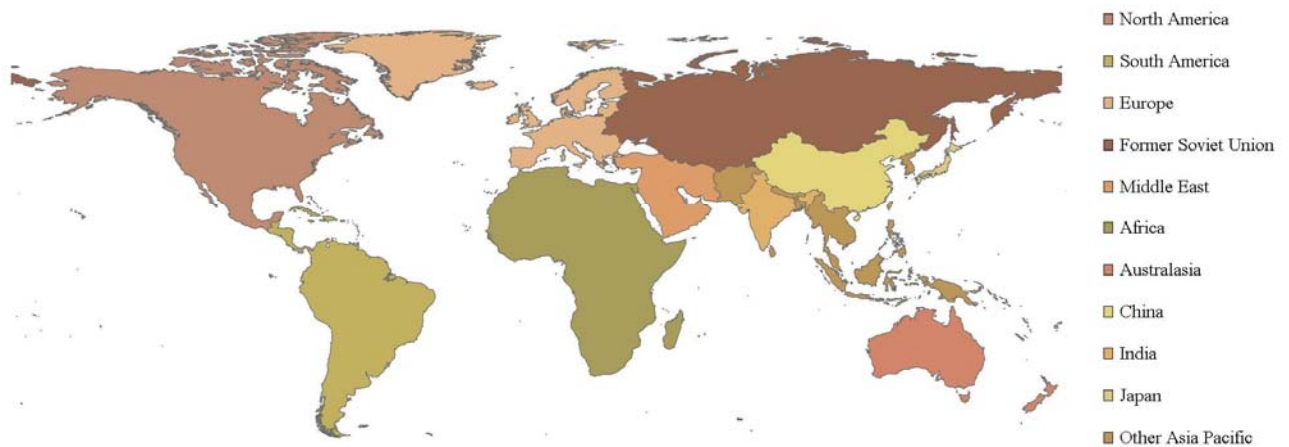 North America
South America
Europe
Former Soviet Union
Middle East
Africa
Australasia
China
India
Japan
Other Asia Pacific